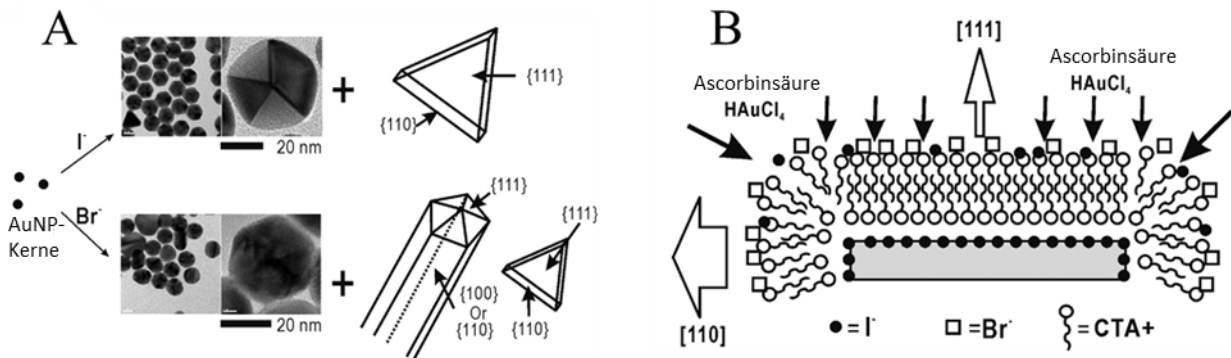 A
I⁻
Br⁻
AuNP-
Kerne
20 nm
20 nm
+
+
{111}
{110}
{111}
{100}
Or
{110}
{111}
{110}
B
[111]
Ascorbinsäure
HAuCl₄
Ascorbinsäure
HAuCl₄
[110]
= I⁻
= Br⁻
= CTA+